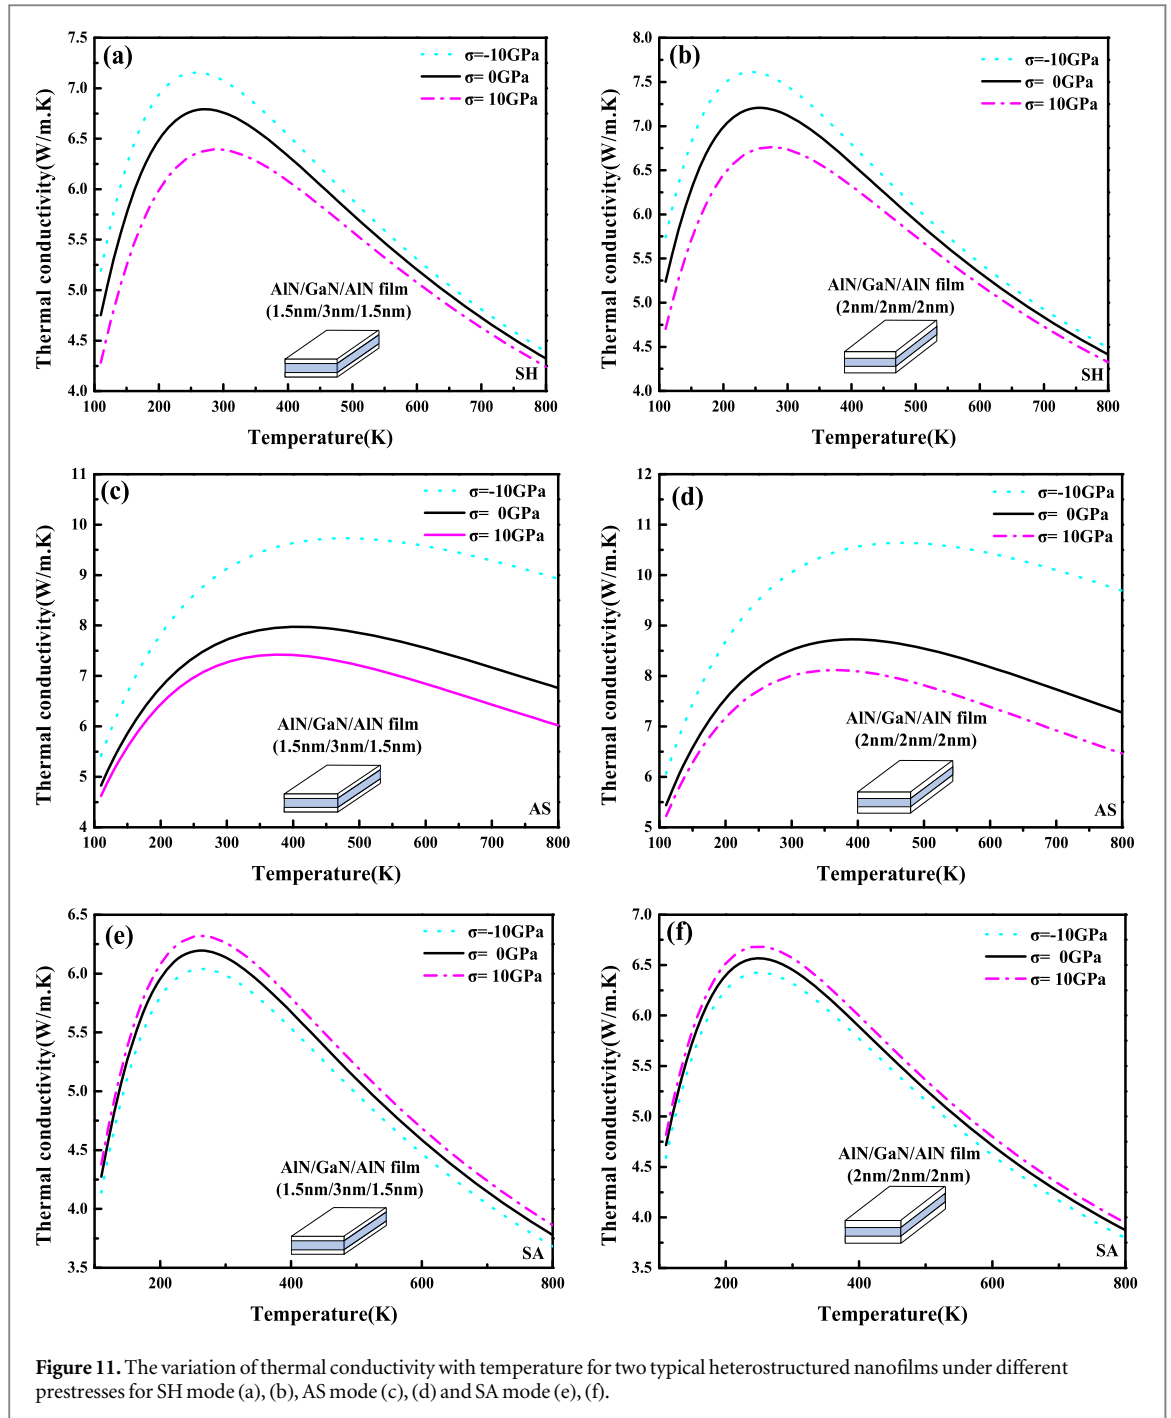 (a)
σ=-10GPa
σ= 0GPa
σ= 10GPa
7.5
7.0
6.5
6.0
5.5
5.0
4.5
4.0
Thermal conductivity(W/m.K)
AlN/GaN/AlN film
(1.5nm/3nm/1.5nm)
SH
100 200 300 400 500 600 700 800
Temperature(K)
(b)
σ=-10GPa
σ= 0GPa
σ= 10GPa
8.0
7.5
7.0
6.5
6.0
5.5
5.0
4.5
4.0
Thermal conductivity(W/m.K)
AlN/GaN/AlN film
(2nm/2nm/2nm)
SH
100 200 300 400 500 600 700 800
Temperature(K)
(c)
σ=-10GPa
σ= 0GPa
σ= 10GPa
11
10
9
8
7
6
5
4
Thermal conductivity(W/m.K)
AlN/GaN/AlN film
(1.5nm/3nm/1.5nm)
AS
100 200 300 400 500 600 700 800
Temperature(K)
(d)
σ=-10GPa
σ= 0GPa
σ= 10GPa
12
11
10
9
8
7
6
5
Thermal conductivity(W/m.K)
AlN/GaN/AlN film
(2nm/2nm/2nm)
AS
100 200 300 400 500 600 700 800
Temperature(K)
(e)
σ=-10GPa
σ= 0GPa
σ= 10GPa
6.5
6.0
5.5
5.0
4.5
4.0
3.5
Thermal conductivity(W/m.K)
AlN/GaN/AlN film
(1.5nm/3nm/1.5nm)
SA
200 400 600 800
Temperature(K)
(f)
σ=-10GPa
σ= 0GPa
σ= 10GPa
7.0
6.5
6.0
5.5
5.0
4.5
4.0
3.5
Thermal conductivity(W/m.K)
AlN/GaN/AlN film
(2nm/2nm/2nm)
SA
200 400 600 800
Temperature(K)
Figure 11. The variation of thermal conductivity with temperature for two typical heterostructured nanofilms under different
prestresses for SH mode (a), (b), AS mode (c), (d) and SA mode (e), (f).